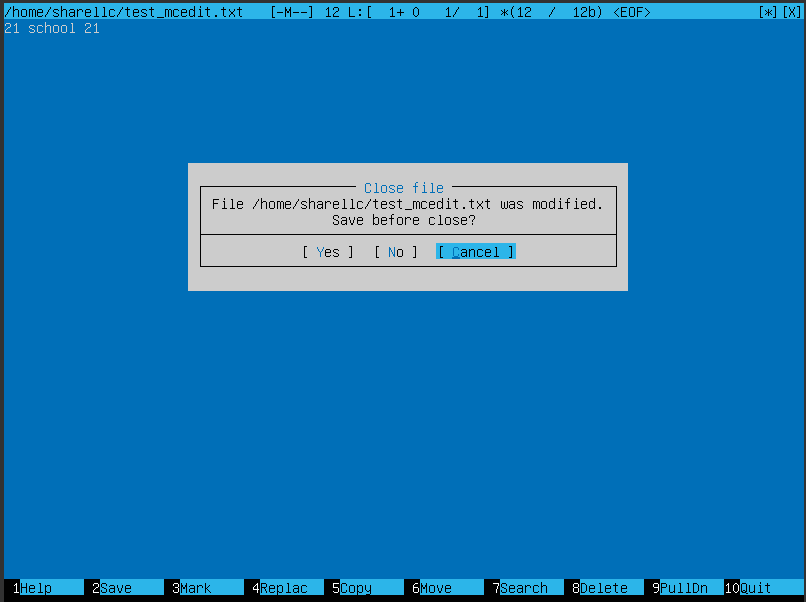 /home/sharellc/test_mcedit.txt   [-M--] 12 L:[  1+ 0   1/  1] *(12  /  12b) <EOF>   [*][X]
21 school 21
Close file
File /home/sharellc/test_mcedit.txt was modified.
Save before close?
[ Yes ]  [ No ]  [ Cancel ]
1Help  2Save  3Mark  4Replac  5Copy  6Move  7Search  8Delete  9PullDn  10Quit